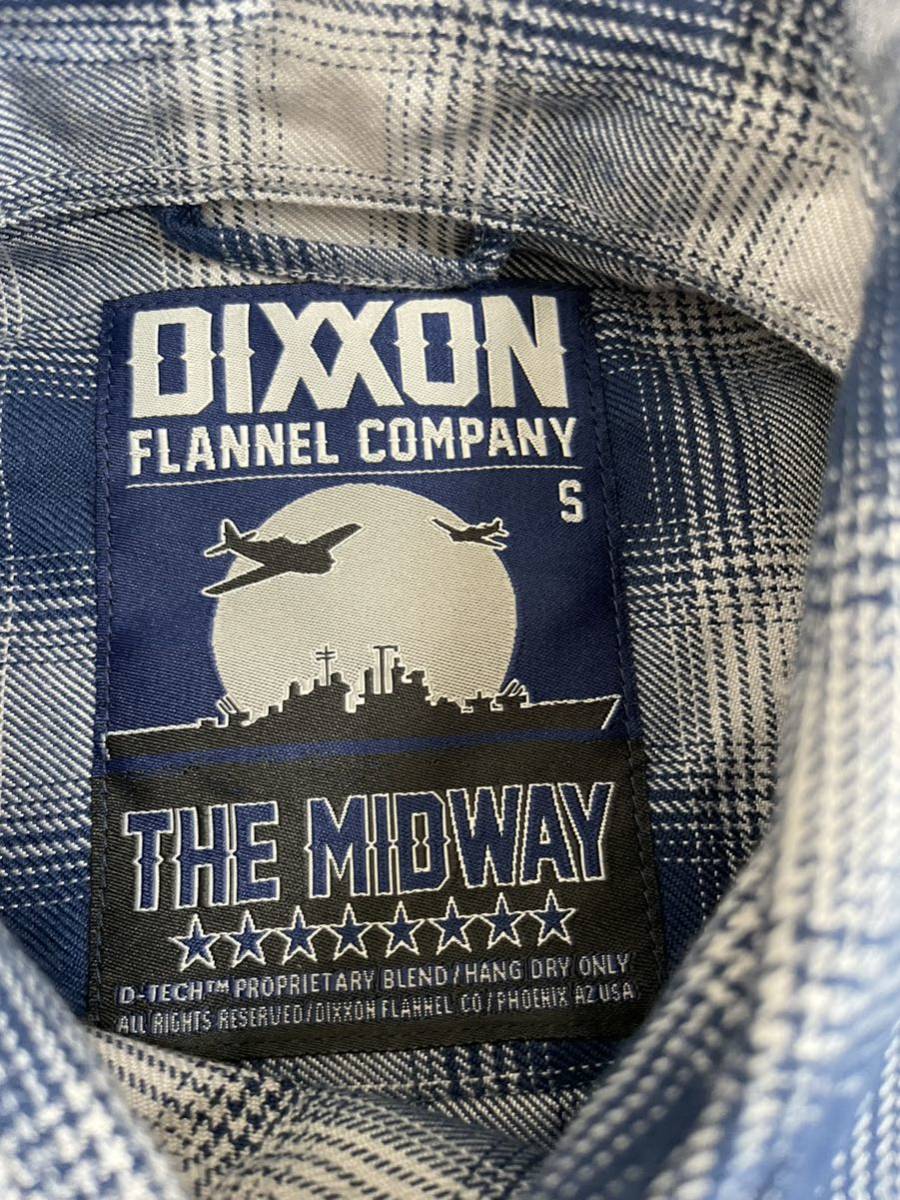 DIXXON
FLANNEL COMPANY
S
THE MIDWAY
D-TECH™ PROPRIETARY BLEND/HANG DRY ONLY
ALL RIGHTS RESERVED/DIXXON FLANNEL CO/PHOENIX AZ USA